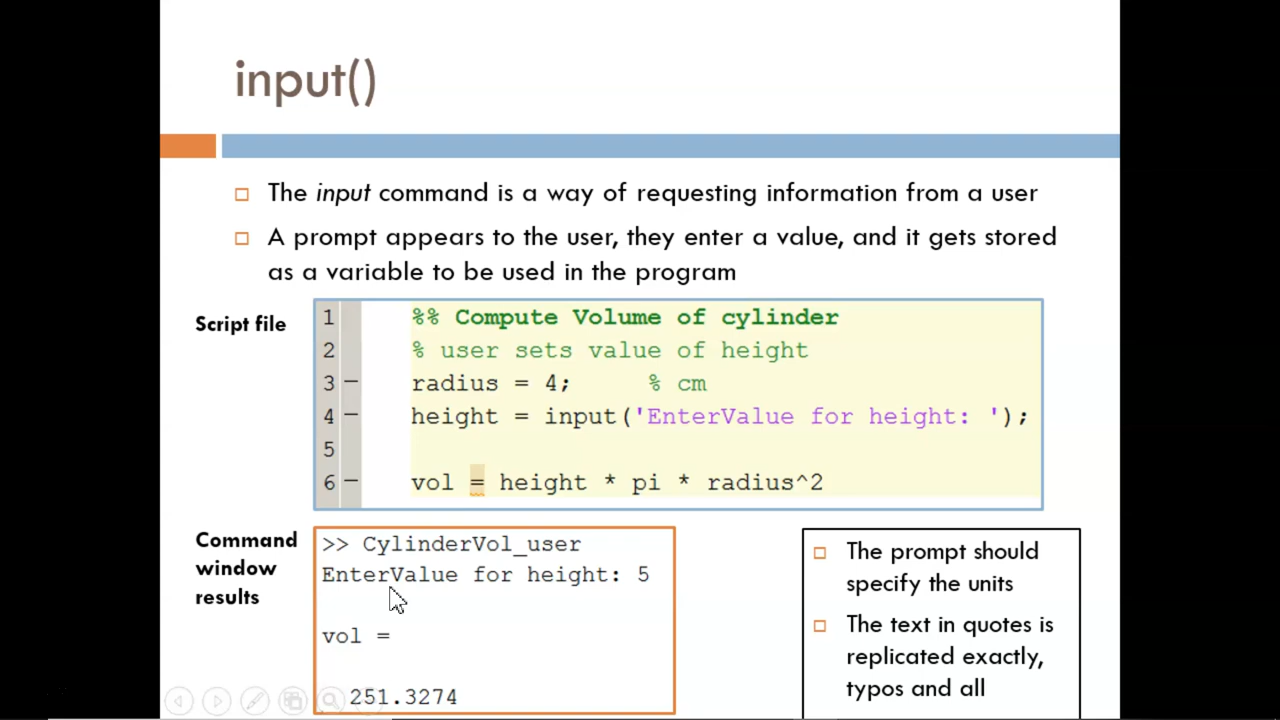 input()
The input command is a way of requesting information from a user
A prompt appears to the user, they enter a value, and it gets stored
as a variable to be used in the program
Script file
1 %% Compute Volume of cylinder
2 % user sets value of height
3 – radius = 4; % cm
4 – height = input('EnterValue for height: ');
5
6 – vol = height * pi * radius^2
Command
window
results
>> CylinderVol_user
EnterValue for height: 5
vol =
251.3274
The prompt should
specify the units
The text in quotes is
replicated exactly,
typos and all